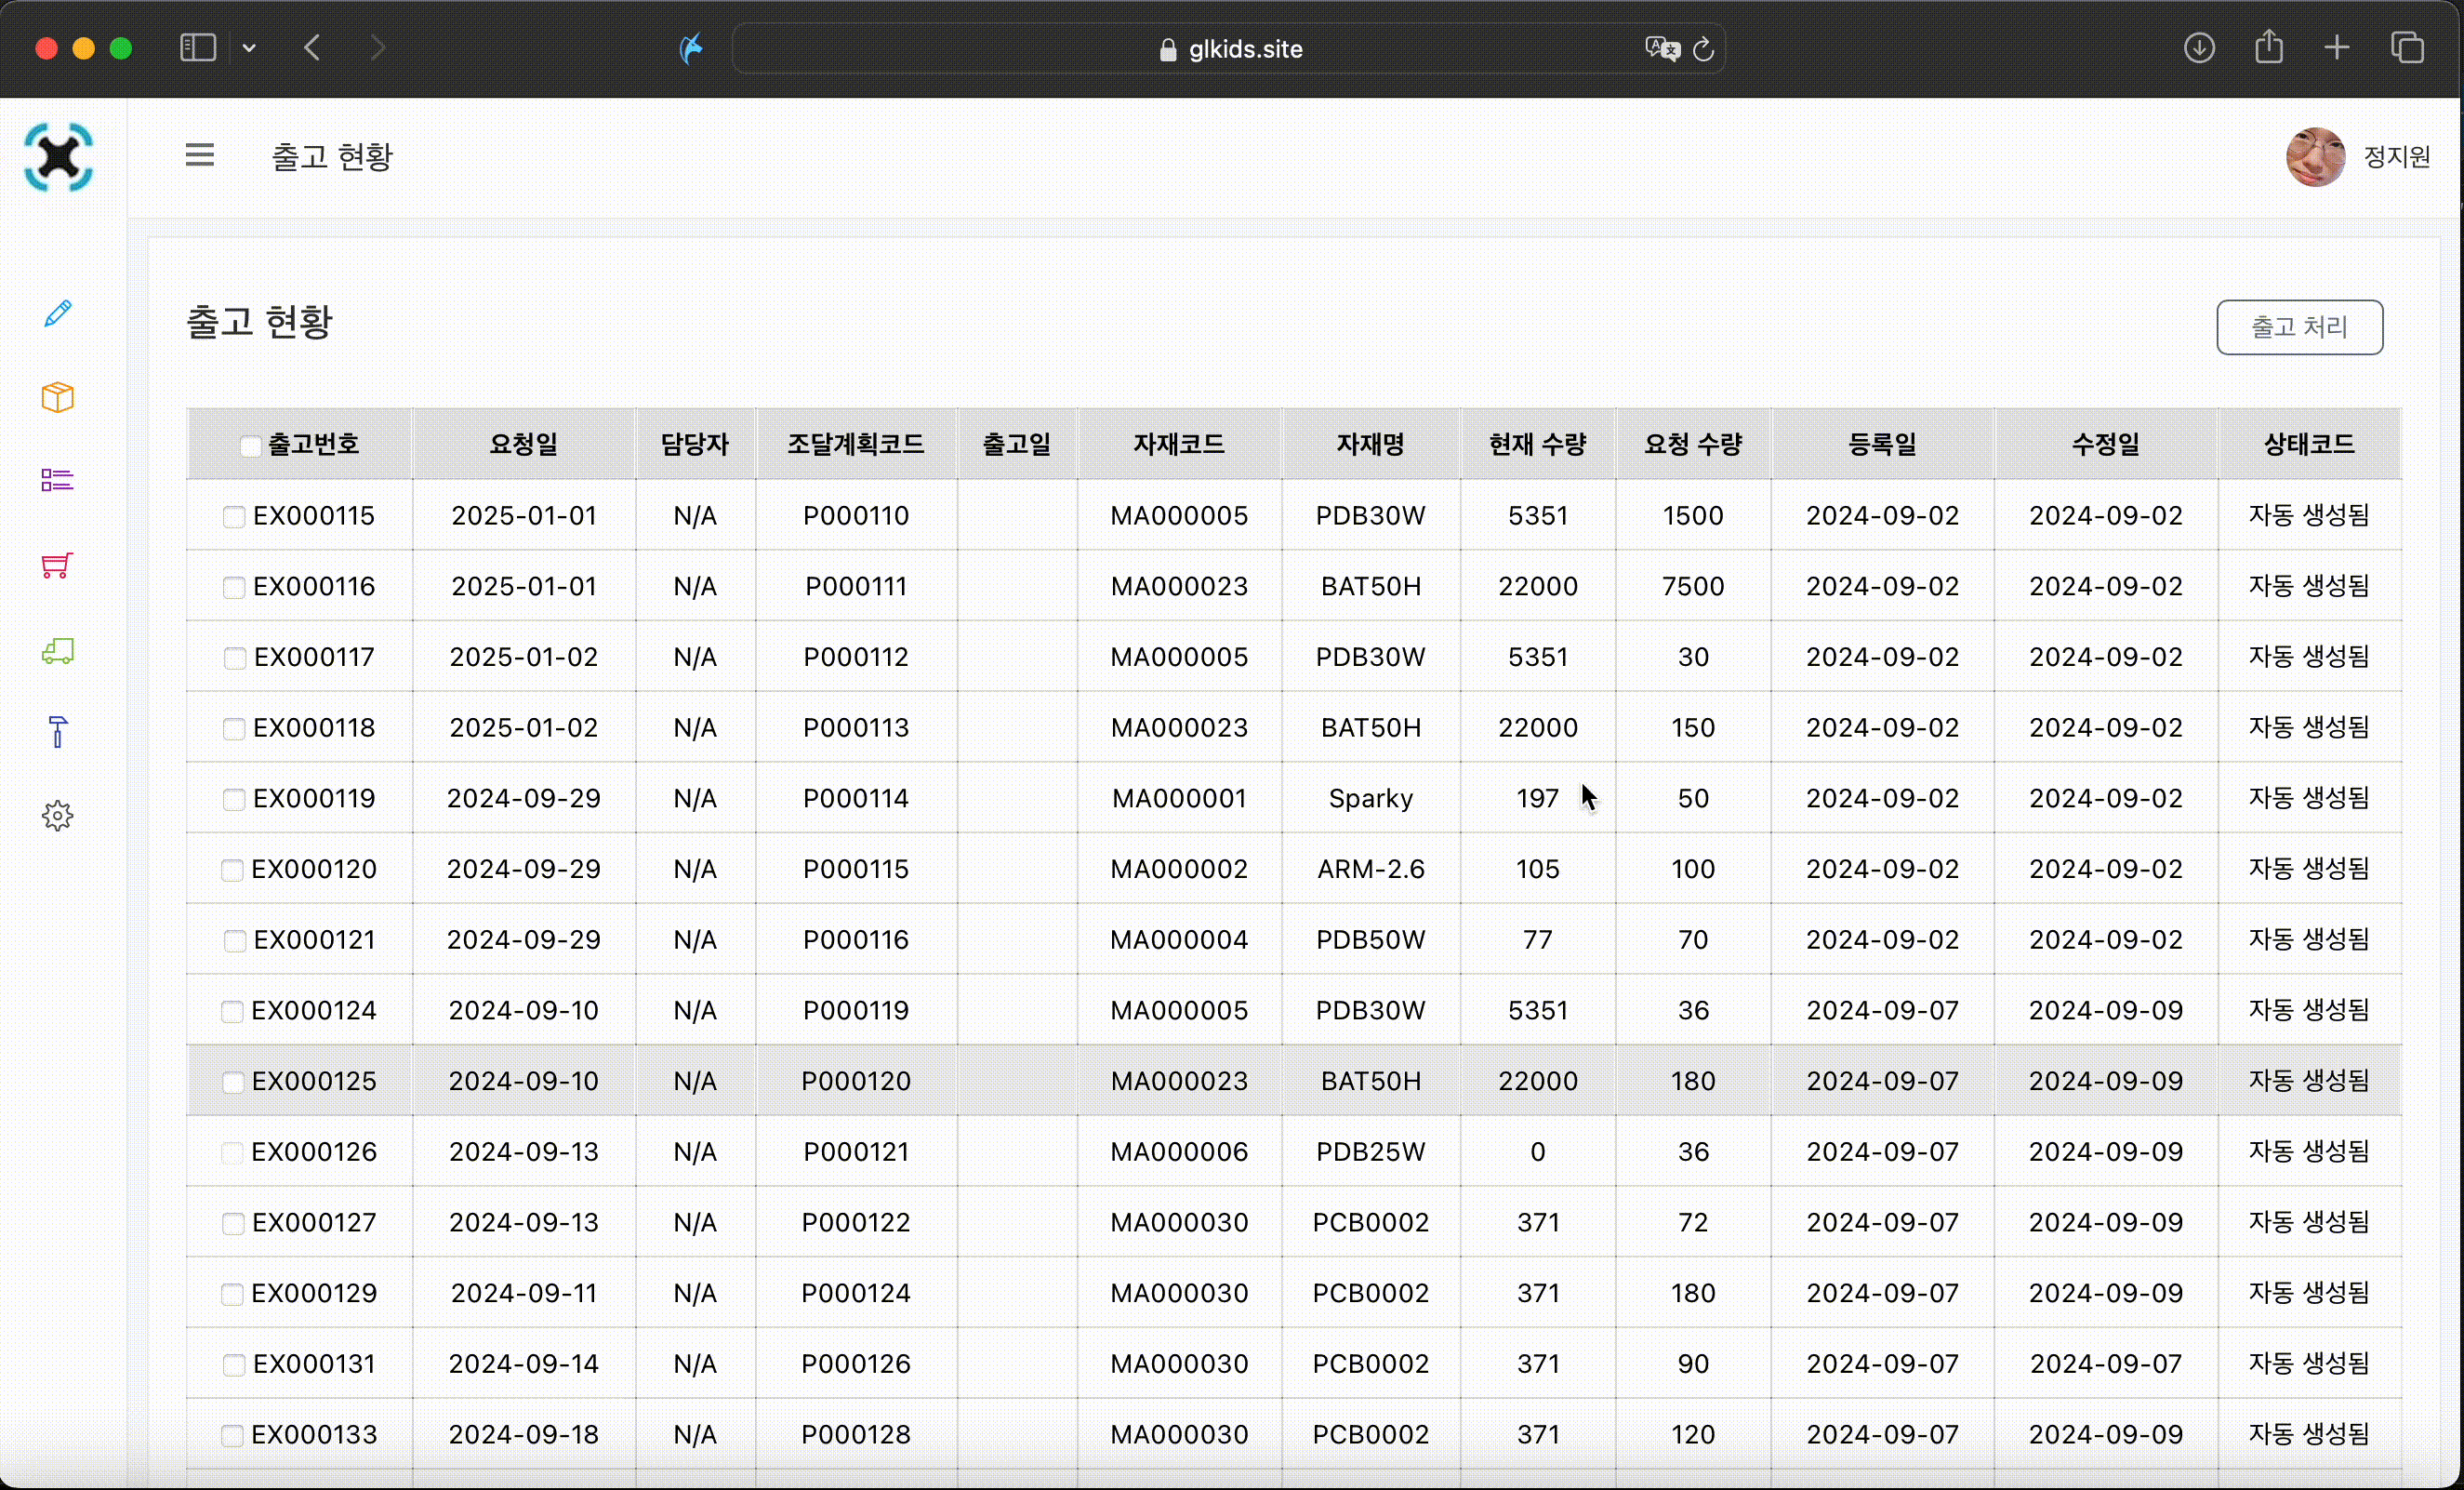 glkids.site
출고 현황
정지원
출고 현황
출고 처리
출고번호 요청일 담당자 조달계획코드 출고일 자재코드 자재명 현재 수량 요청 수량 등록일 수정일 상태코드
EX000115 2025-01-01 N/A P000110 MA000005 PDB30W 5351 1500 2024-09-02 2024-09-02 자동 생성됨
EX000116 2025-01-01 N/A P000111 MA000023 BAT50H 22000 7500 2024-09-02 2024-09-02 자동 생성됨
EX000117 2025-01-02 N/A P000112 MA000005 PDB30W 5351 30 2024-09-02 2024-09-02 자동 생성됨
EX000118 2025-01-02 N/A P000113 MA000023 BAT50H 22000 150 2024-09-02 2024-09-02 자동 생성됨
EX000119 2024-09-29 N/A P000114 MA000001 Sparky 197 50 2024-09-02 2024-09-02 자동 생성됨
EX000120 2024-09-29 N/A P000115 MA000002 ARM-2.6 105 100 2024-09-02 2024-09-02 자동 생성됨
EX000121 2024-09-29 N/A P000116 MA000004 PDB50W 77 70 2024-09-02 2024-09-02 자동 생성됨
EX000124 2024-09-10 N/A P000119 MA000005 PDB30W 5351 36 2024-09-07 2024-09-09 자동 생성됨
EX000125 2024-09-10 N/A P000120 MA000023 BAT50H 22000 180 2024-09-07 2024-09-09 자동 생성됨
EX000126 2024-09-13 N/A P000121 MA000006 PDB25W 0 36 2024-09-07 2024-09-09 자동 생성됨
EX000127 2024-09-13 N/A P000122 MA000030 PCB0002 371 72 2024-09-07 2024-09-09 자동 생성됨
EX000129 2024-09-11 N/A P000124 MA000030 PCB0002 371 180 2024-09-07 2024-09-09 자동 생성됨
EX000131 2024-09-14 N/A P000126 MA000030 PCB0002 371 90 2024-09-07 2024-09-07 자동 생성됨
EX000133 2024-09-18 N/A P000128 MA000030 PCB0002 371 120 2024-09-07 2024-09-09 자동 생성됨